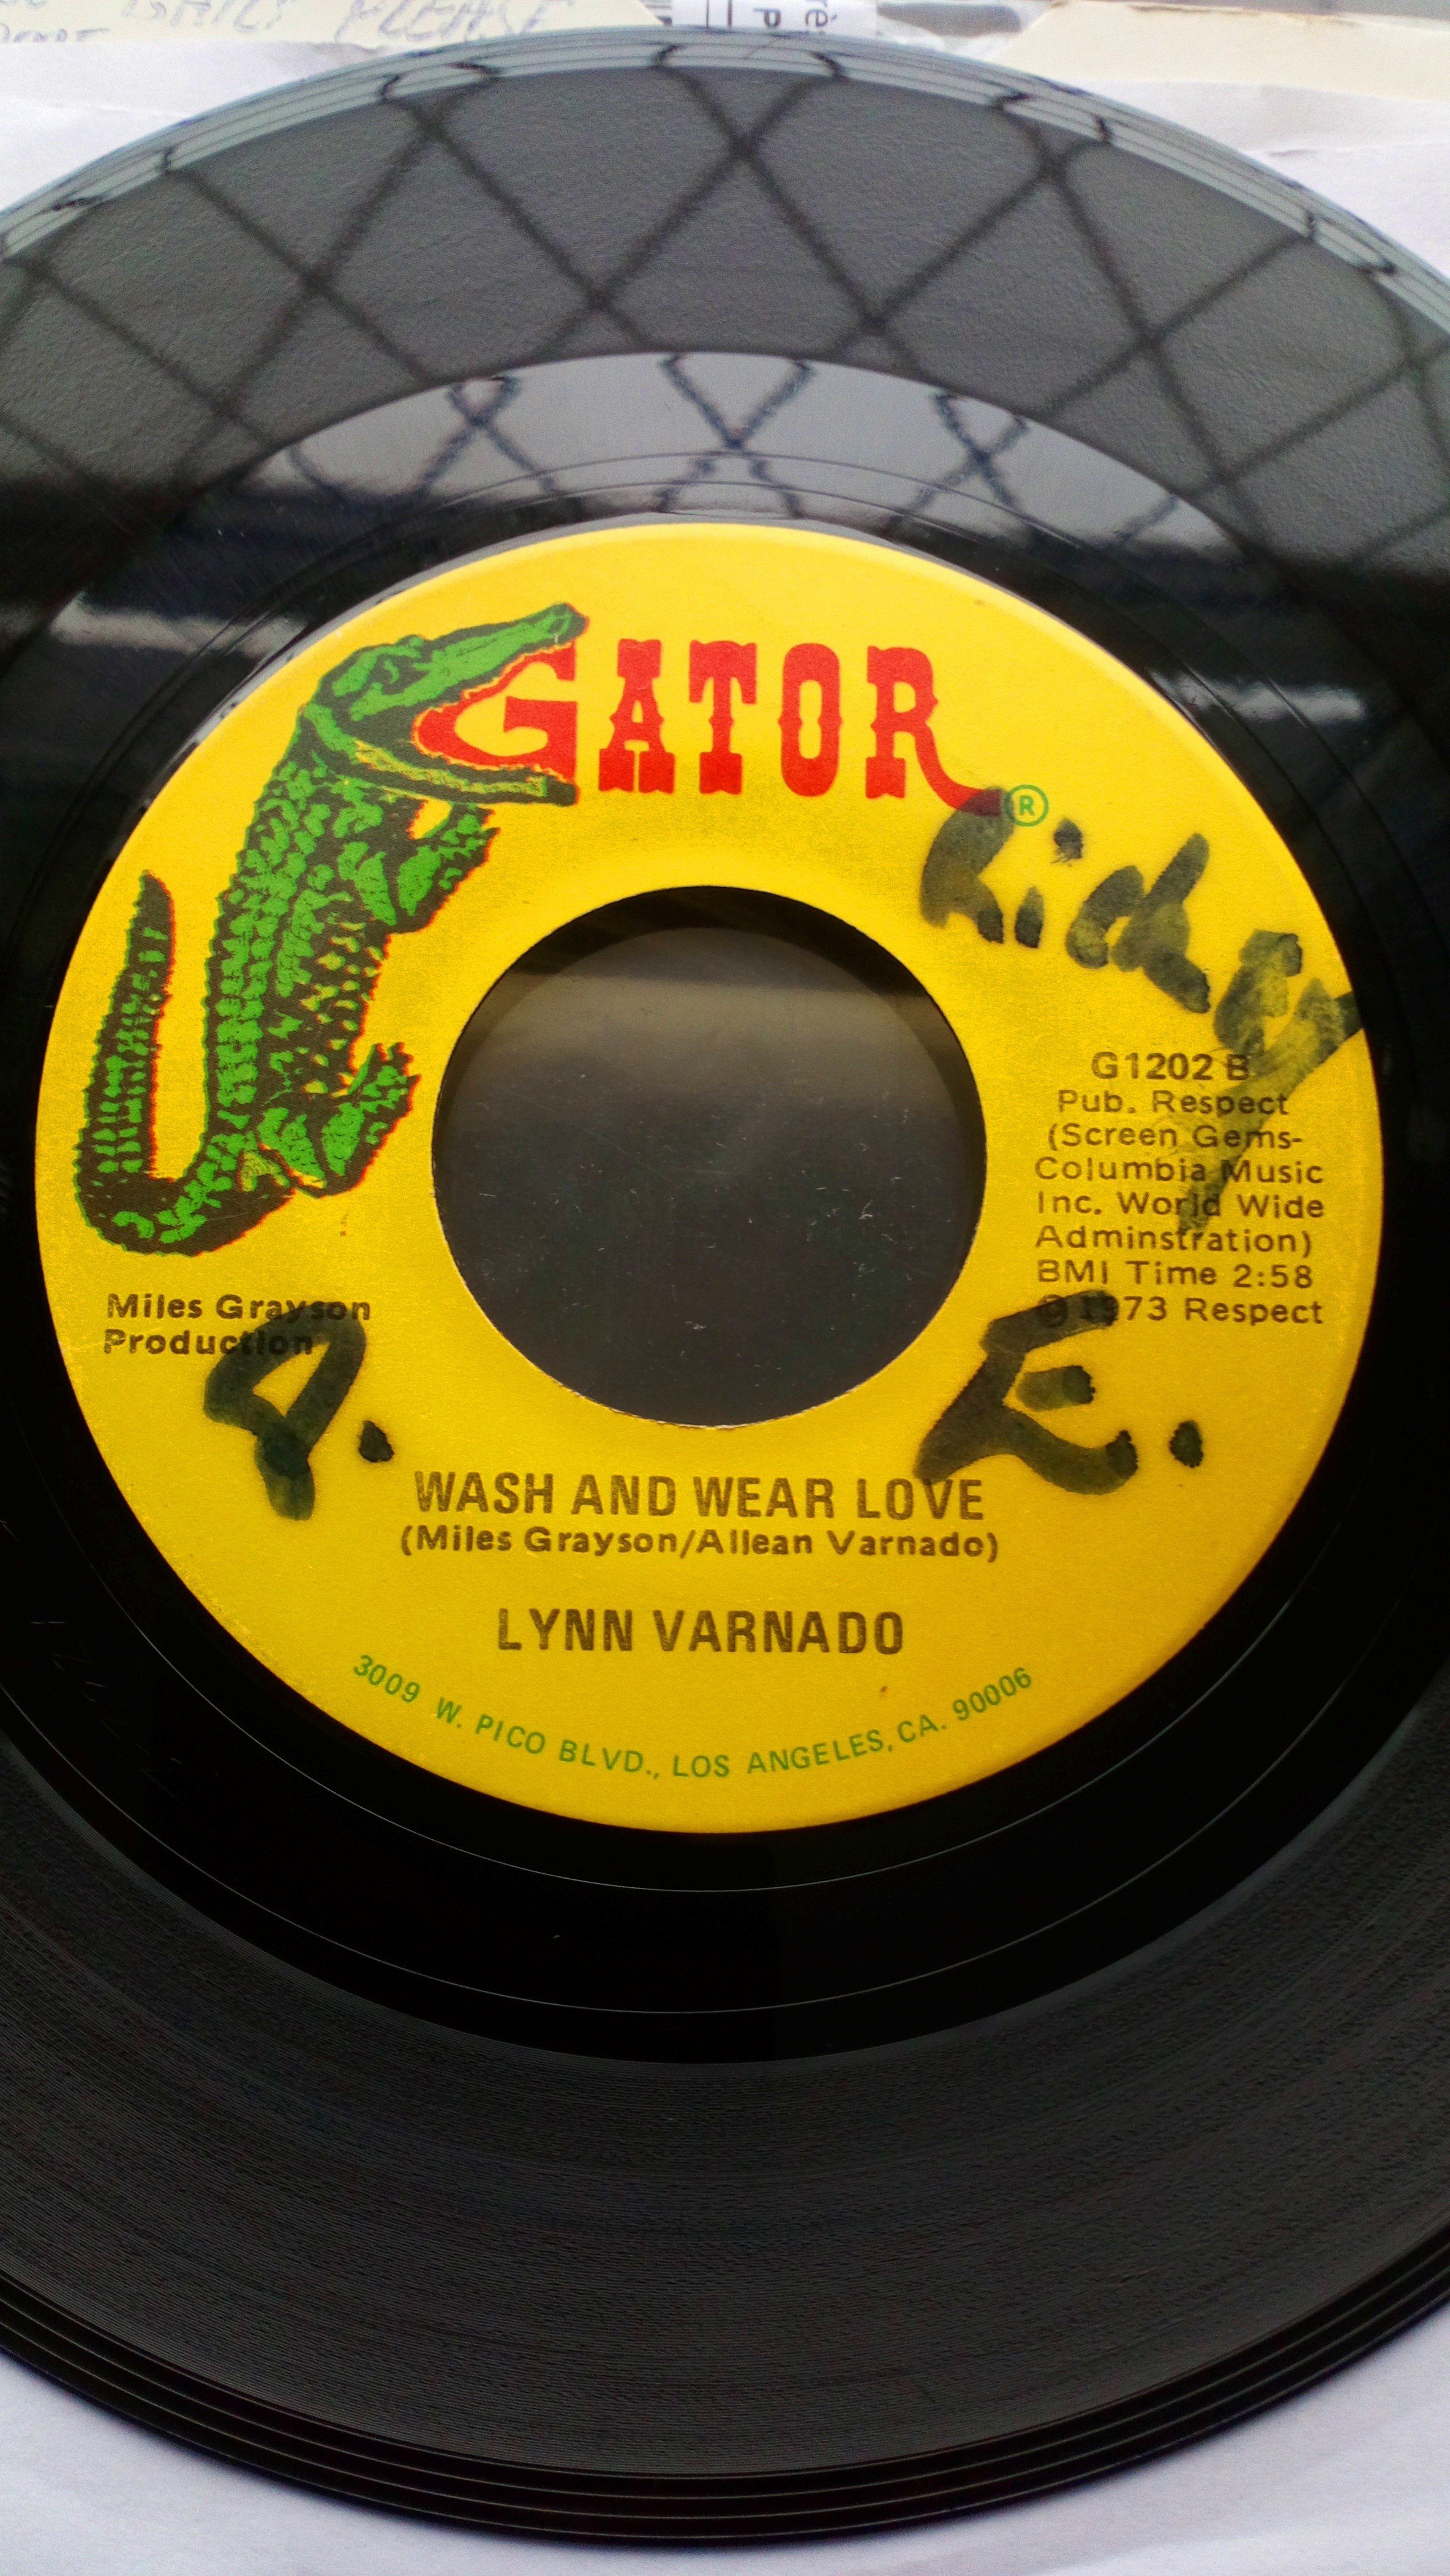 PLEASE
GATOR®
G1202 B
Pub. Respect
(Screen Gems-
Columbia Music
Inc. World Wide
Adminstration)
BMI Time 2:58
©1973 Respect
Miles Grayson
Production
E.
WASH AND WEAR LOVE
(Miles Grayson/Allean Varnado)
LYNN VARNADO
3009 W. PICO BLVD., LOS ANGELES, CA. 90006